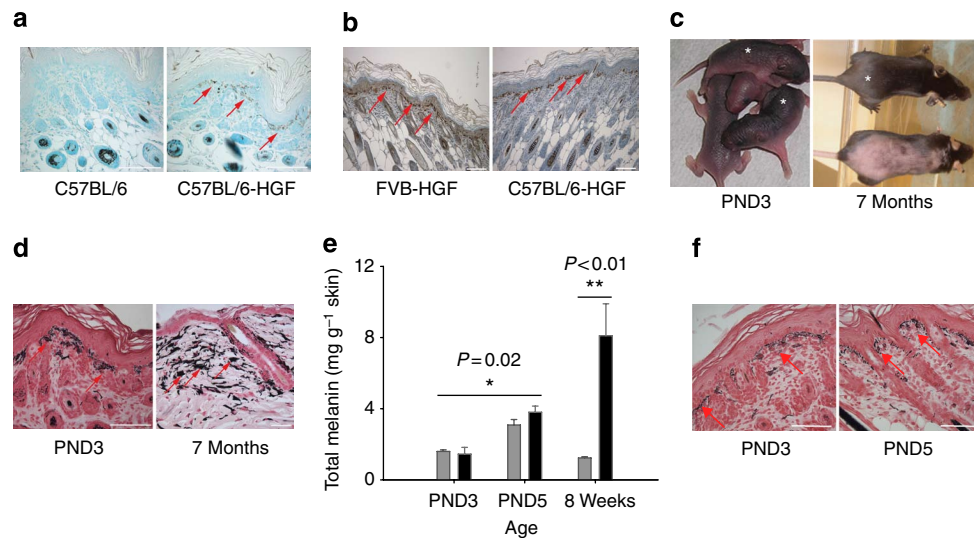 a
C57BL/6
C57BL/6-HGF
b
FVB-HGF
C57BL/6-HGF
c
*
*
*
PND3
7 Months
d
PND3
7 Months
e
Total melanin (mg g⁻¹ skin)
12
8
4
0
P=0.02
*
P<0.01
**
PND3
PND5
8 Weeks
Age
f
PND3
PND5